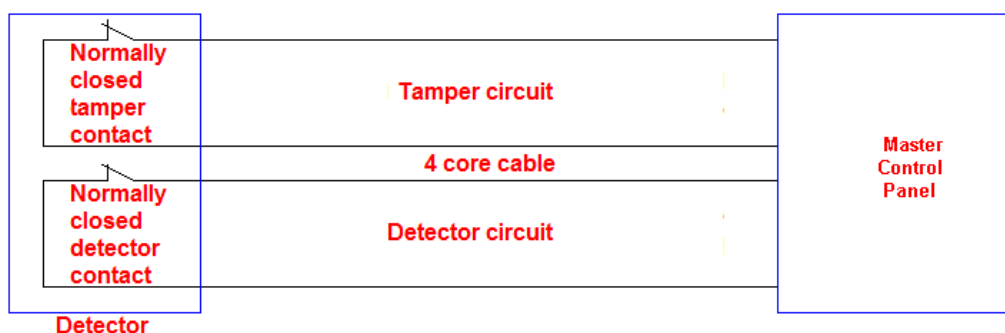 Normally
closed
tamper
contact
Tamper circuit
4 core cable
Normally
closed
detector
contact
Detector circuit
Master
Control
Panel
Detector